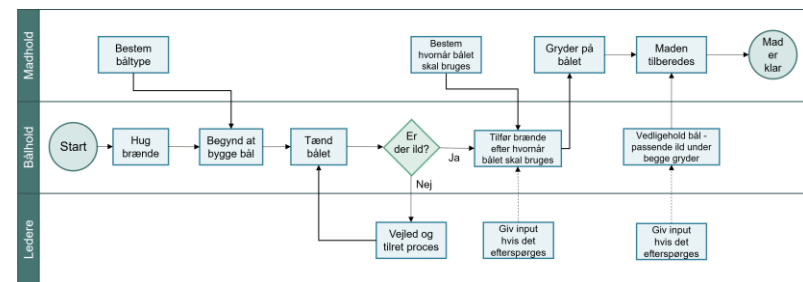 Madhold
Bestem
båltype
Bestem
hvornår bålet
skal bruges
Gryder på
bålet
Maden
tilberedes
Mad
er
klar
Bålhold
Start
Hug
brænde
Begynd at
bygge bål
Tænd
bålet
Er
der ild?
Ja
Nej
Tilfør brænde
efter hvornår
bålet skal bruges
Vedligehold bål -
passende ild under
begge gryder
Ledere
Vejled og
tilret proces
Giv input
hvis det
efterspørges
Giv input
hvis det
efterspørges